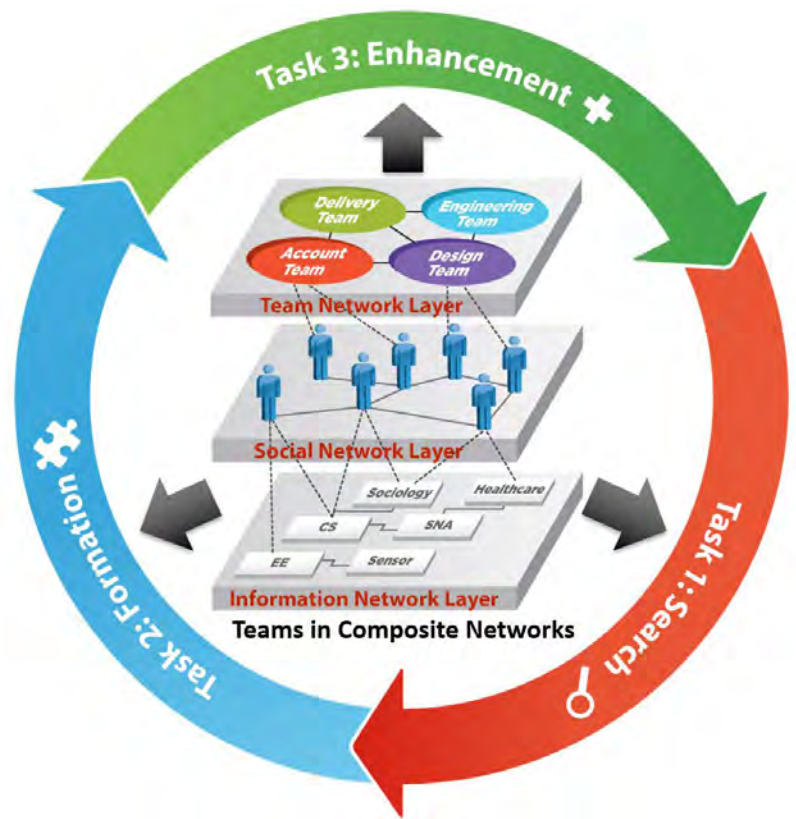 Task 3: Enhancement
Delivery
Team
Engineering
Team
Account
Team
Design
Team
Team Network Layer
Social Network Layer
Sociology
Healthcare
CS
SNA
EE
Sensor
Information Network Layer
Teams in Composite Networks
Task 1: Search
Task 2: Formation